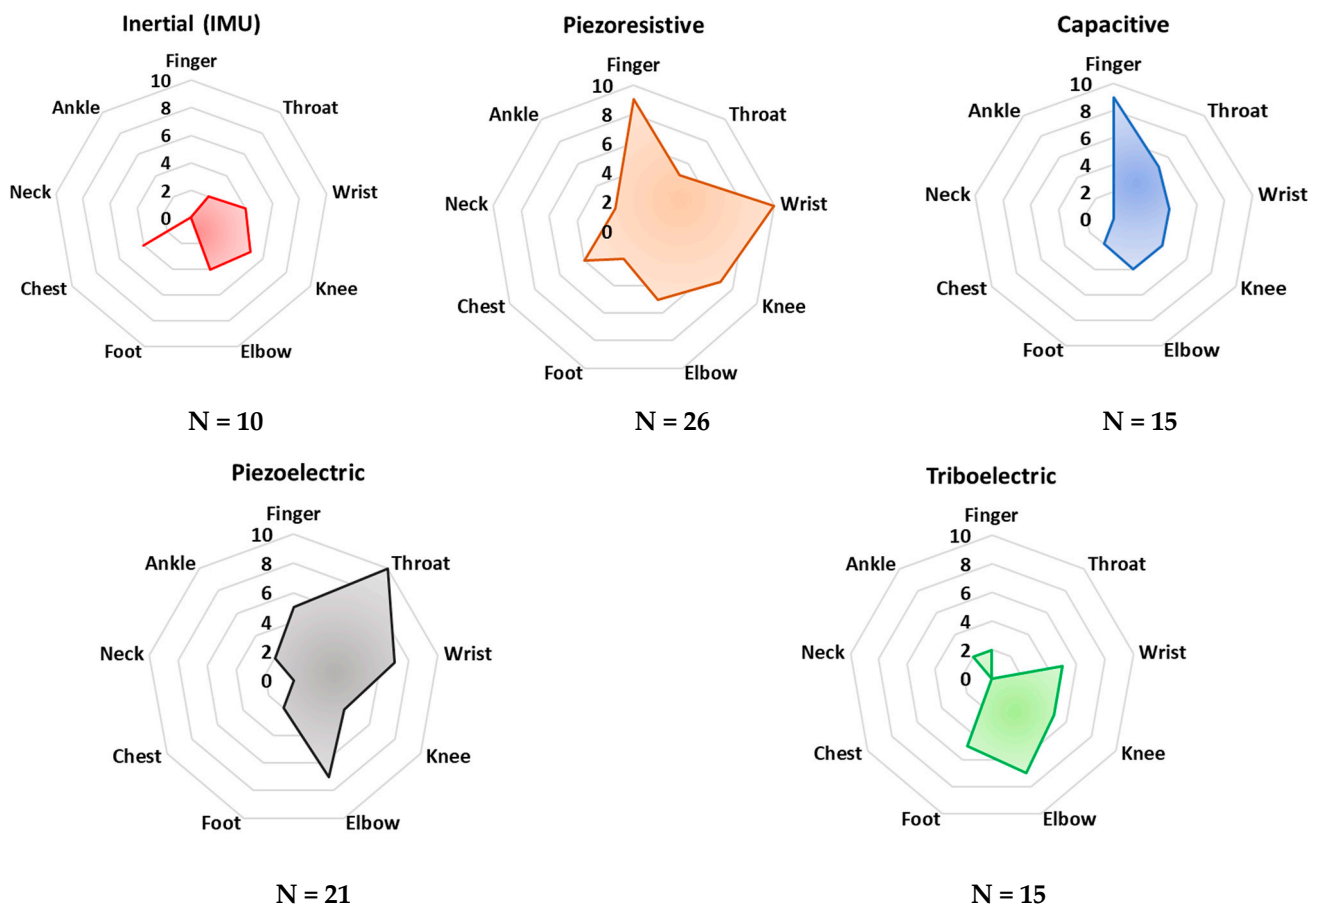 Inertial (IMU)
Finger
10
8
6
4
2
0
Ankle
Throat
Neck
Wrist
Chest
Knee
Foot
Elbow
N = 10
Piezoresistive
Finger
10
8
6
4
2
0
Ankle
Throat
Neck
Wrist
Chest
Knee
Foot
Elbow
N = 26
Capacitive
Finger
10
8
6
4
2
0
Ankle
Throat
Neck
Wrist
Chest
Knee
Foot
Elbow
N = 15
Piezoelectric
Finger
10
8
6
4
2
0
Ankle
Throat
Neck
Wrist
Chest
Knee
Foot
Elbow
N = 21
Triboelectric
Finger
10
8
6
4
2
0
Ankle
Throat
Neck
Wrist
Chest
Knee
Foot
Elbow
N = 15